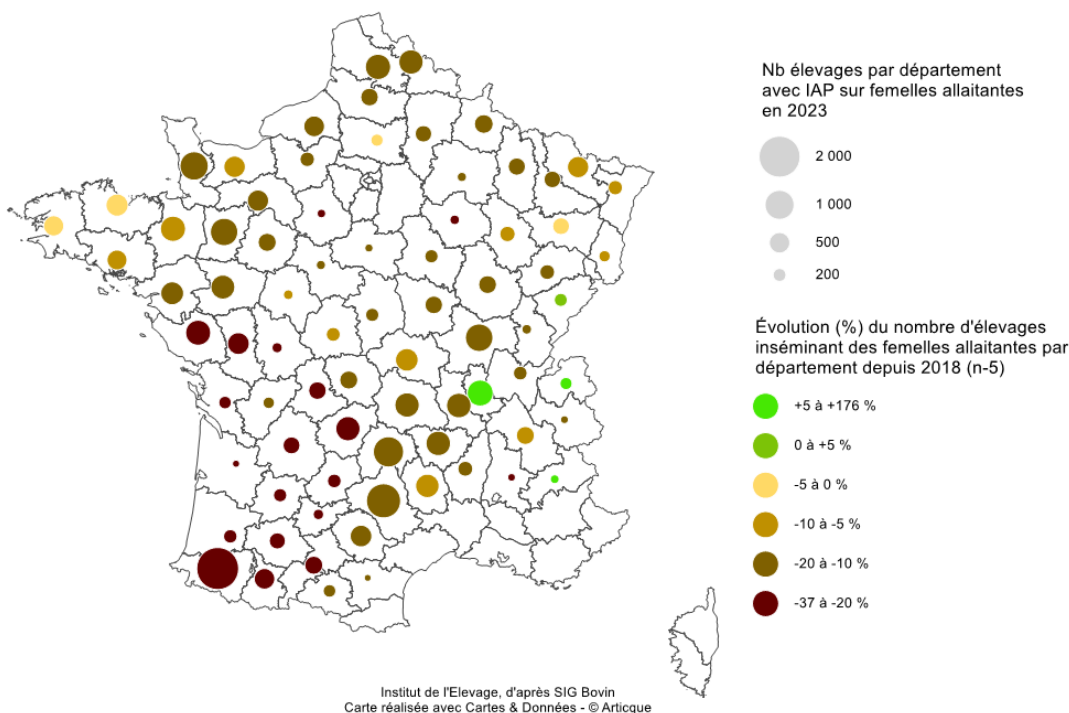 Nb élevages par département
avec IAP sur femelles allaitantes
en 2023
2 000
1 000
500
200
Évolution (%) du nombre d'élevages
inséminant des femelles allaitantes par
département depuis 2018 (n-5)
+5 à +176 %
0 à +5 %
-5 à 0 %
-10 à -5 %
-20 à -10 %
-37 à -20 %
Institut de l'Elevage, d'après SIG Bovin
Carte réalisée avec Cartes & Données - © Articque